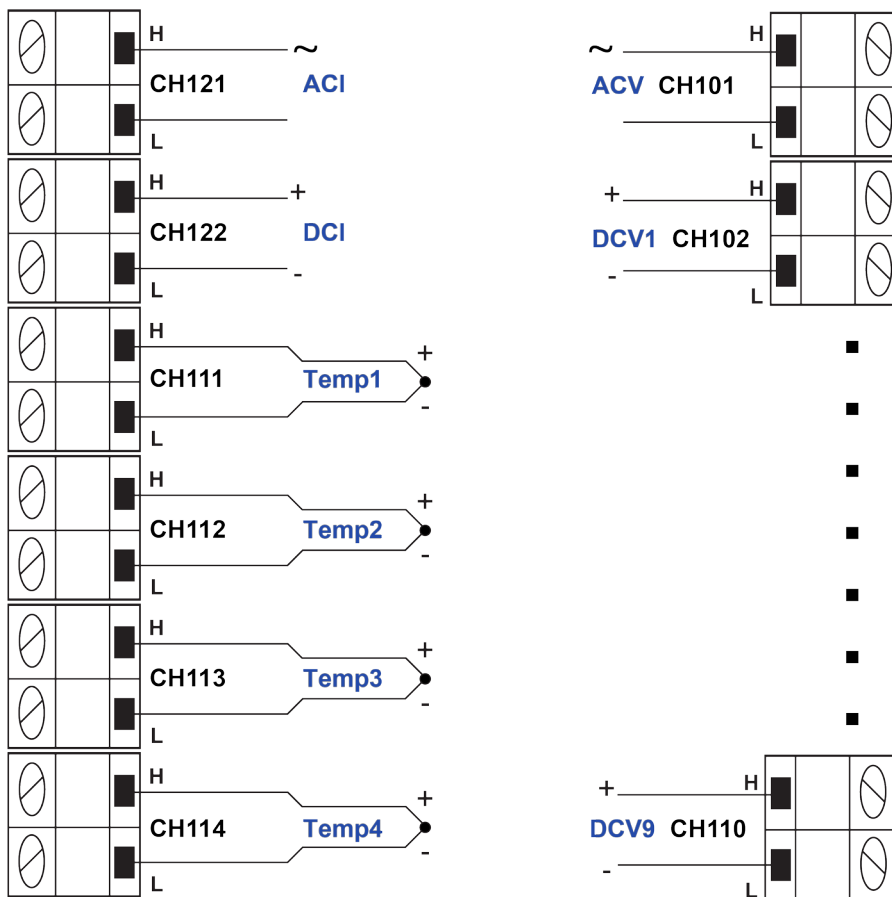 H
~
CH121 ACI
L
H
+
CH122 DCI
-
L
H
+
CH111 Temp1
-
L
H
+
CH112 Temp2
-
L
H
+
CH113 Temp3
-
L
H
+
CH114 Temp4
-
L
H
~
ACV CH101
L
H
+
DCV1 CH102
-
L
H
+
DCV9 CH110
-
L